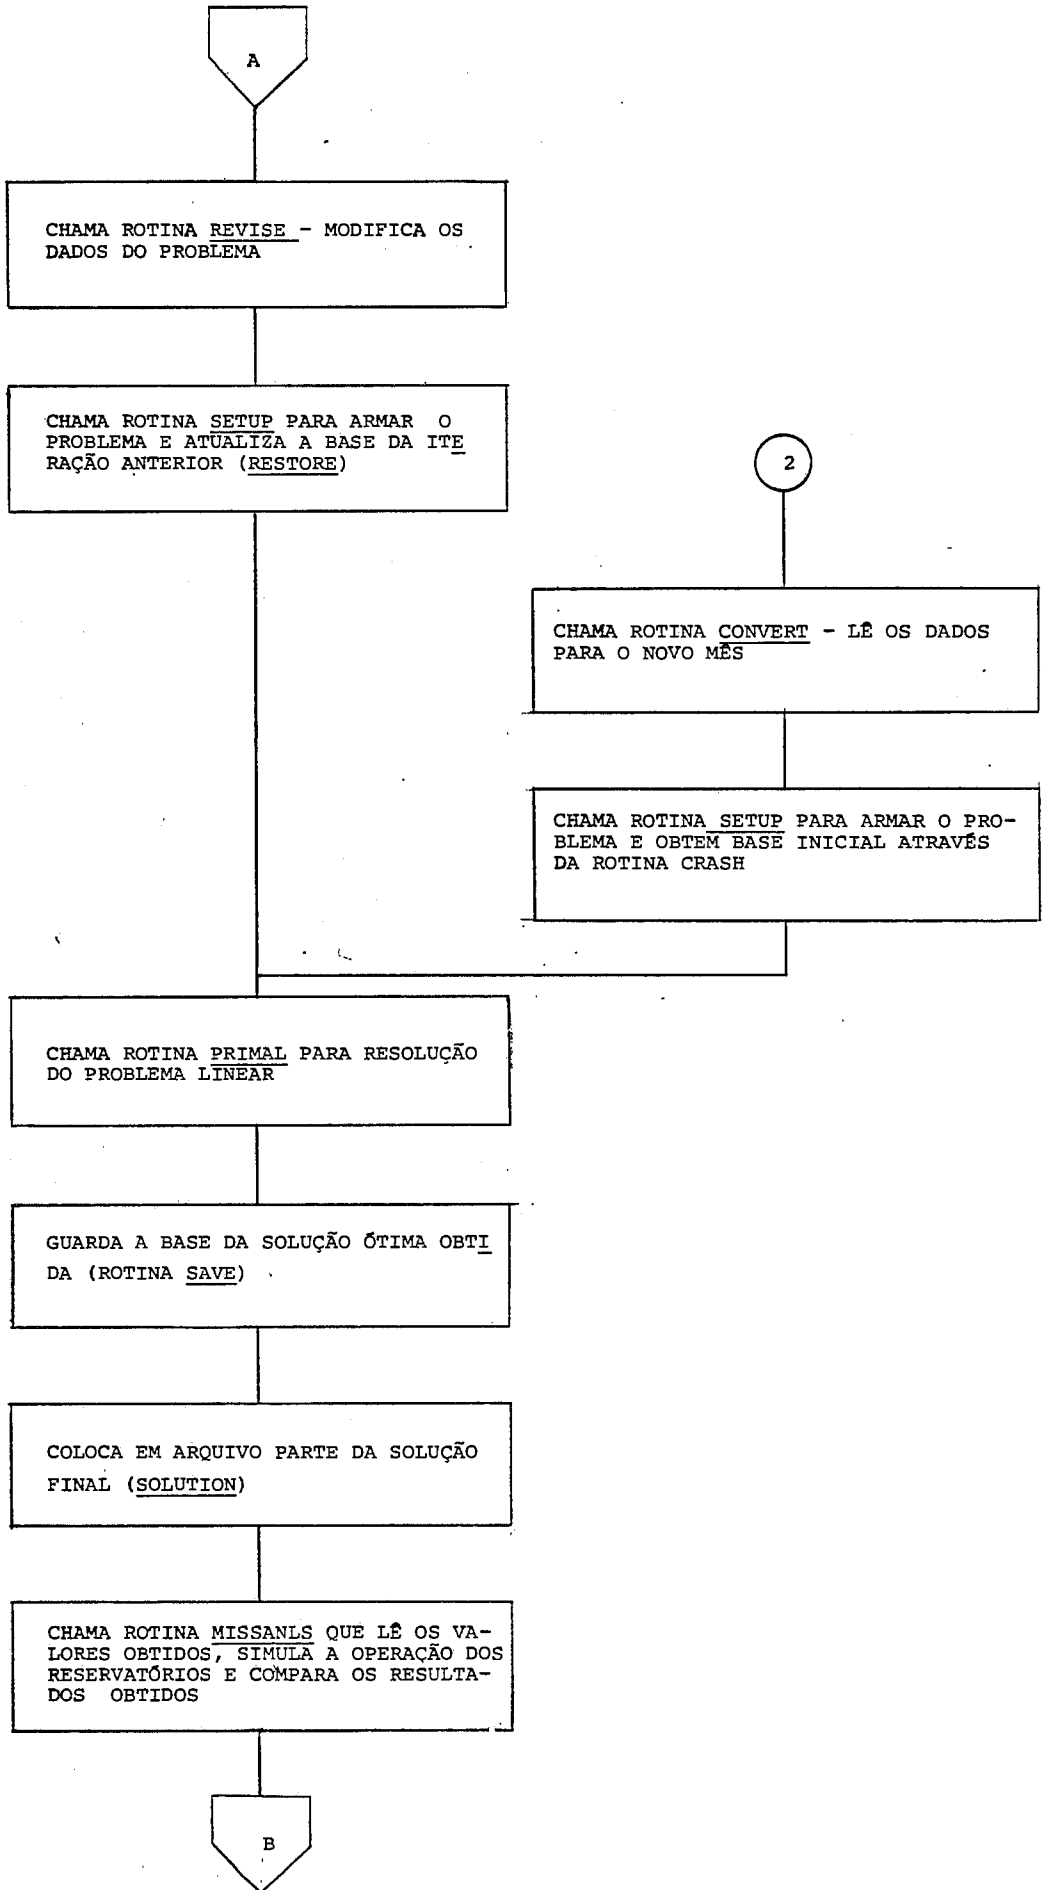 A
CHAMA ROTINA REVISE - MODIFICA OS
DADOS DO PROBLEMA
CHAMA ROTINA SETUP PARA ARMAR O
PROBLEMA E ATUALIZA A BASE DA ITE
RAÇÃO ANTERIOR (RESTORE)
2
CHAMA ROTINA CONVERT - LÊ OS DADOS
PARA O NOVO MÊS
CHAMA ROTINA SETUP PARA ARMAR O PRO-
BLEMA E OBTEM BASE INICIAL ATRAVÉS
DA ROTINA CRASH
CHAMA ROTINA PRIMAL PARA RESOLUÇÃO
DO PROBLEMA LINEAR
GUARDA A BASE DA SOLUÇÃO ÓTIMA OBTI
DA (ROTINA SAVE)
COLOCA EM ARQUIVO PARTE DA SOLUÇÃO
FINAL (SOLUTION)
CHAMA ROTINA MISSANLS QUE LÊ OS VA-
LORES OBTIDOS, SIMULA A OPERAÇÃO DOS
RESERVATÓRIOS E COMPARA OS RESULTA-
DOS OBTIDOS
B